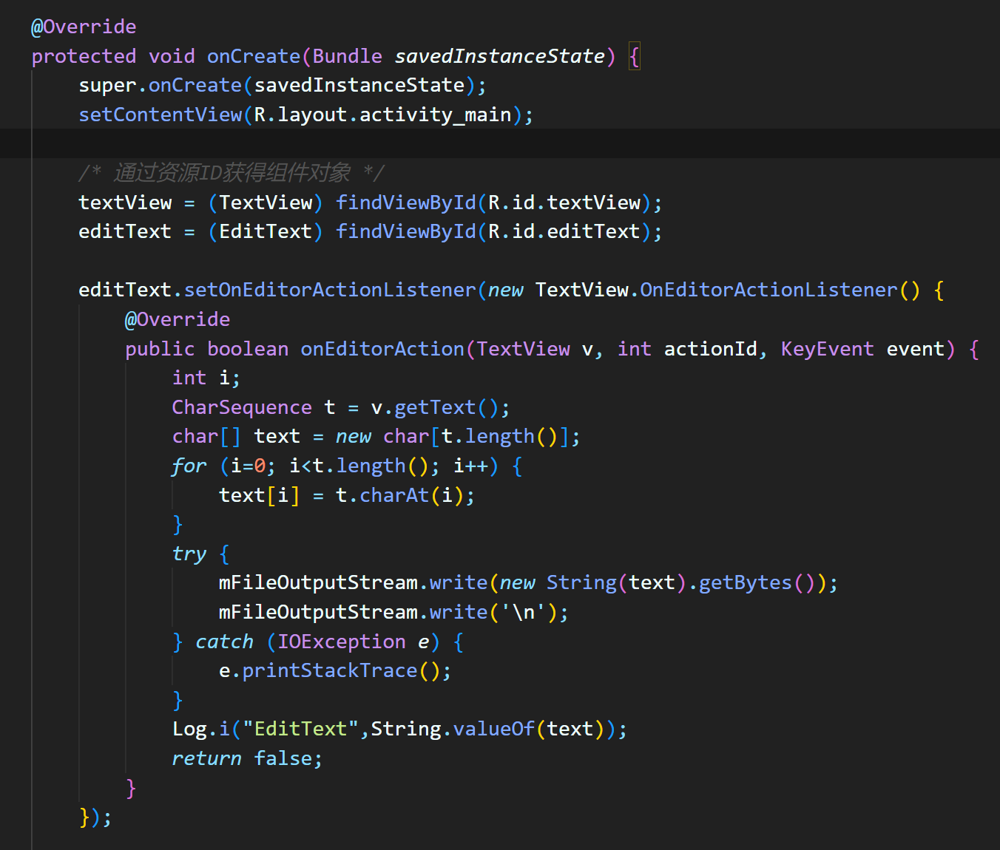 @Override
protected void onCreate(Bundle savedInstanceState) {
    super.onCreate(savedInstanceState);
    setContentView(R.layout.activity_main);

    /* 通过资源ID获得组件对象 */
    textView = (TextView) findViewById(R.id.textView);
    editText = (EditText) findViewById(R.id.editText);

    editText.setOnEditorActionListener(new TextView.OnEditorActionListener() {
        @Override
        public boolean onEditorAction(TextView v, int actionId, KeyEvent event) {
            int i;
            CharSequence t = v.getText();
            char[] text = new char[t.length()];
            for (i=0; i<t.length(); i++) {
                text[i] = t.charAt(i);
            }
            try {
                mFileOutputStream.write(new String(text).getBytes());
                mFileOutputStream.write('\n');
            } catch (IOException e) {
                e.printStackTrace();
            }
            Log.i("EditText",String.valueOf(text));
            return false;
        }
    });